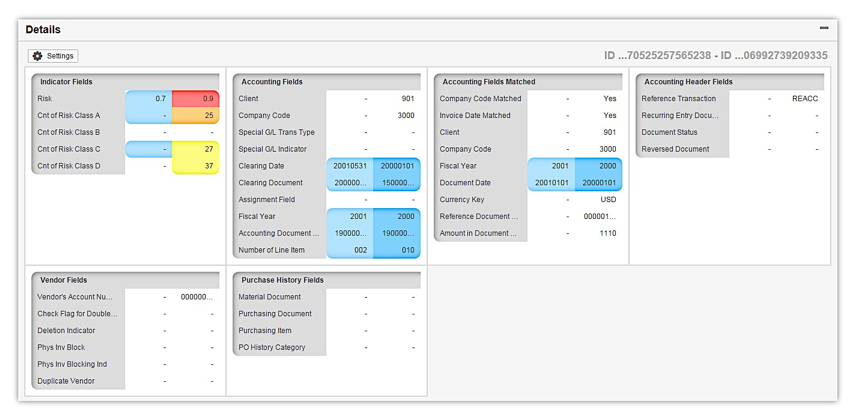 Details
Settings
ID ...70525257565238 - ID ...06992739209335
Indicator Fields
Risk 0.7 0.9
Cnt of Risk Class A - 25
Cnt of Risk Class B - -
Cnt of Risk Class C - 27
Cnt of Risk Class D - 37
Accounting Fields
Client - 901
Company Code - 3000
Special G/L Trans Type - -
Special G/L Indicator - -
Clearing Date 20010531 20000101
Clearing Document 200000... 150000...
Assignment Field - -
Fiscal Year 2001 2000
Accounting Document ... 190000... 190000...
Number of Line Item 002 010
Accounting Fields Matched
Company Code Matched - Yes
Invoice Date Matched - Yes
Client - 901
Company Code - 3000
Fiscal Year 2001 2000
Document Date 20010101 20000101
Currency Key - USD
Reference Document ... - 000001...
Amount in Document ... - 1110
Accounting Header Fields
Reference Transaction - REACC
Recurring Entry Docu... - -
Document Status - -
Reversed Document - -
Vendor Fields
Vendor's Account Nu... - 000000...
Check Flag for Double... - -
Deletion Indicator - -
Phys Inv Block - -
Phys Inv Blocking Ind - -
Duplicate Vendor - -
Purchase History Fields
Material Document - -
Purchasing Document - -
Purchasing Item - -
PO History Category - -